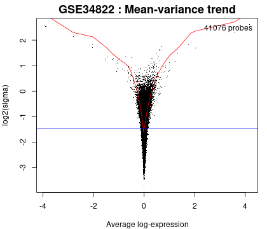 GSE34822 : Mean-variance trend
41076 probes
log2(sigma)
2
1
0
-1
-2
-3
-4 -2 0 2 4
Average log-expression